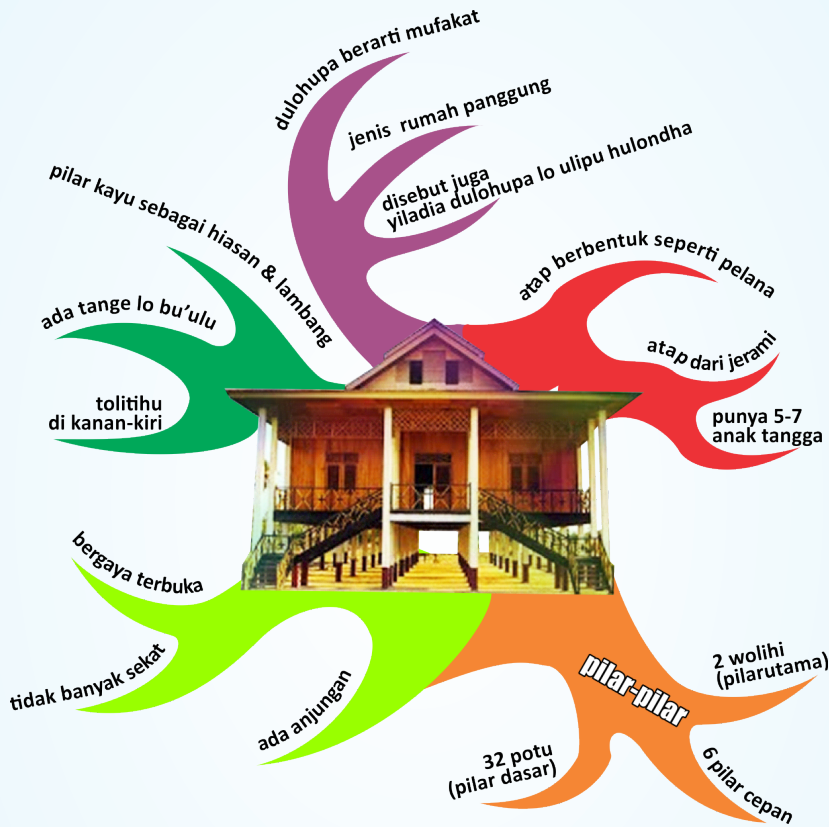 dulohupa berarti mufakat
jenis rumah panggung
disebut juga
yiladia dulohupa lo ulipu hulondha
pilar kayu sebagai hiasan & lambang
ada tange lo bu'ulu
tolitihu
di kanan-kiri
atap berbentuk seperti pelana
atap dari jerami
punya 5-7
anak tangga
bergaya terbuka
tidak banyak sekat
ada anjungan
pilar-pilar
2 wolihi
(pilarutama)
6 pilar cepan
32 potu
(pilar dasar)